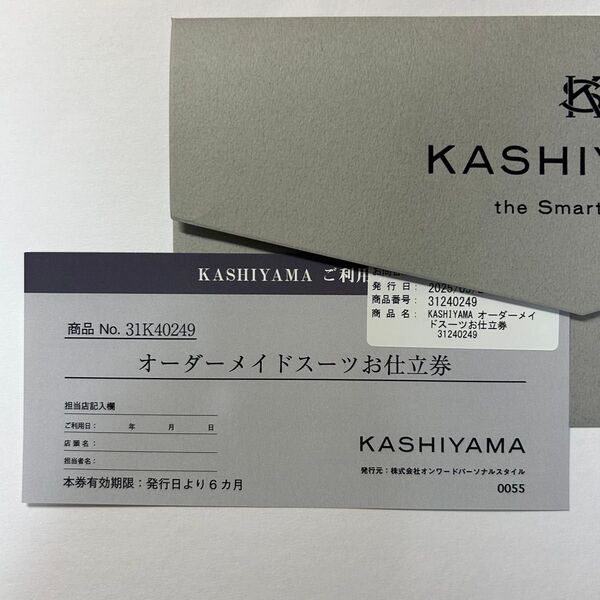 KASHIY
the Smart
KASHIYAMA ご利用
発行日: 2025/
商品番号: 31240249
商品名: KASHIYAMA オーダーメイ
ドスーツお仕立券
31240249
商品 No. 31K40249
オーダーメイドスーツお仕立券
担当店記入欄
ご利用日: 年 月 日
店舗名:
担当者名:
本券有効期限:発行日より6カ月
KASHIYAMA
発行元:株式会社オンワードパーソナルスタイル
0055